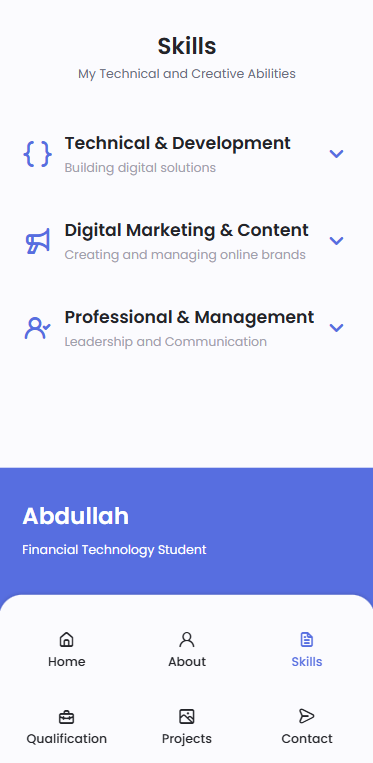 Skills
My Technical and Creative Abilities
Technical & Development
Building digital solutions
Digital Marketing & Content
Creating and managing online brands
Professional & Management
Leadership and Communication
Abdullah
Financial Technology Student
Home About Skills
Qualification Projects Contact